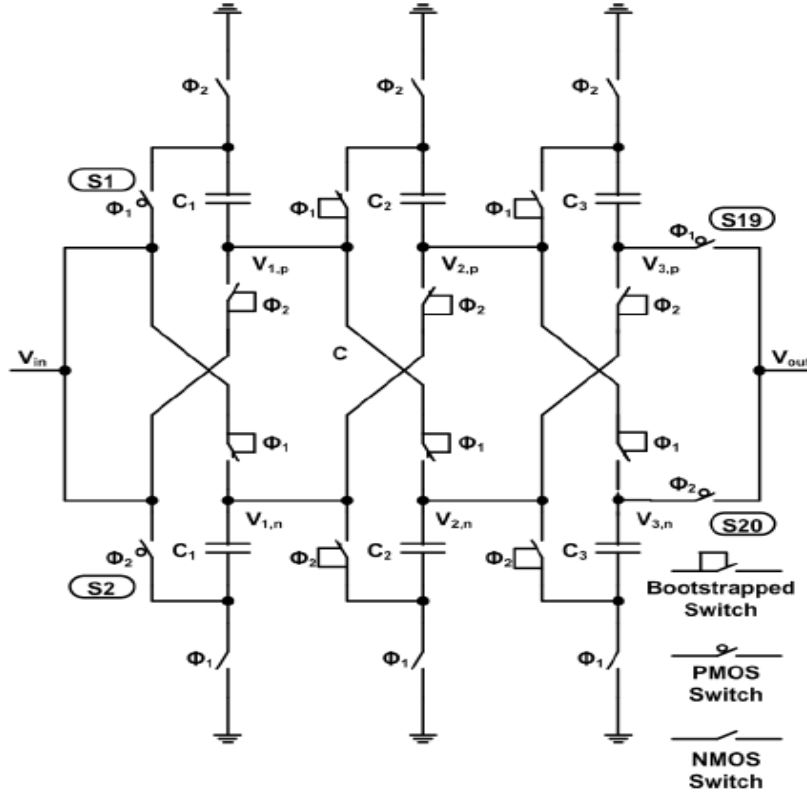 Φ₂ Φ₂ Φ₂
S1
Φ₁ C₁ Φ₁ C₂ Φ₁ C₃ Φ₁ S19
V₁,p V₂,p V₃,p
Φ₂ Φ₂ Φ₂
Vin C Vout
Φ₁ Φ₁ Φ₁
Φ₂
V₁,n V₂,n V₃,n S20
Φ₂ C₁ Φ₂ C₂ Φ₂ C₃
S2
Bootstrapped
Switch
Φ₁ Φ₁ Φ₁
PMOS
Switch
NMOS
Switch